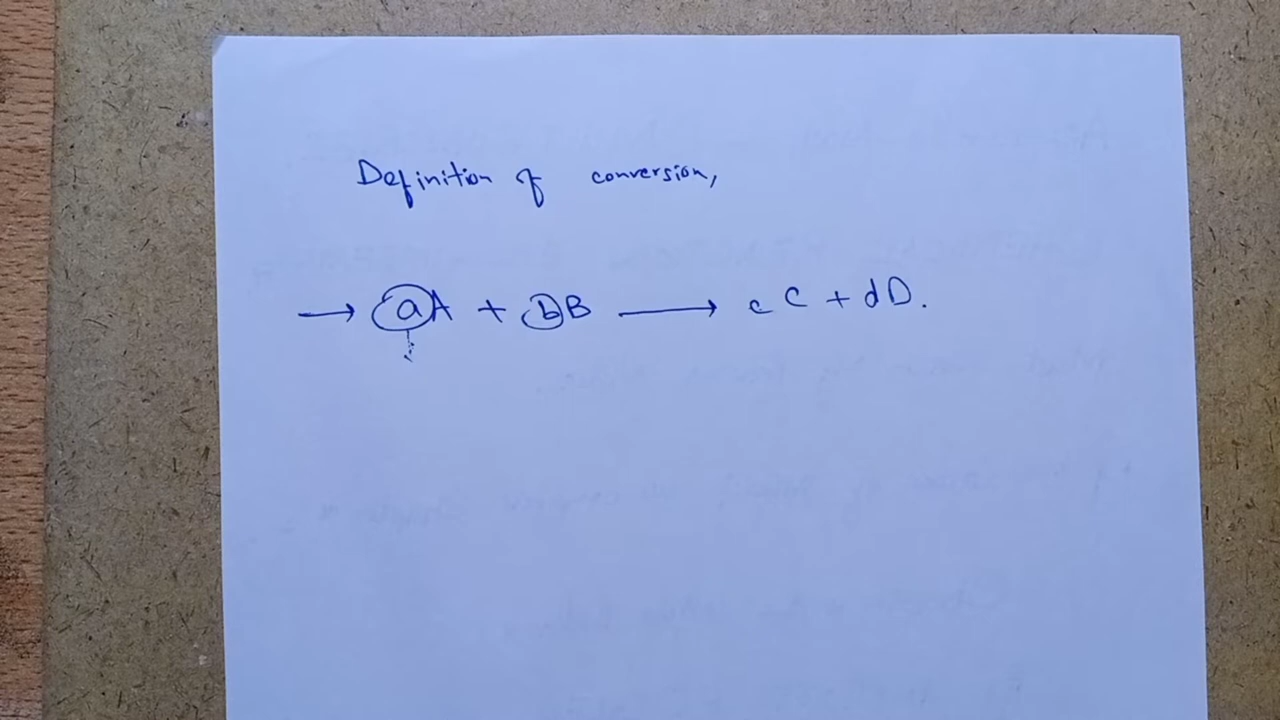 Definition of conversion,
→ aA + bB → cC + dD.